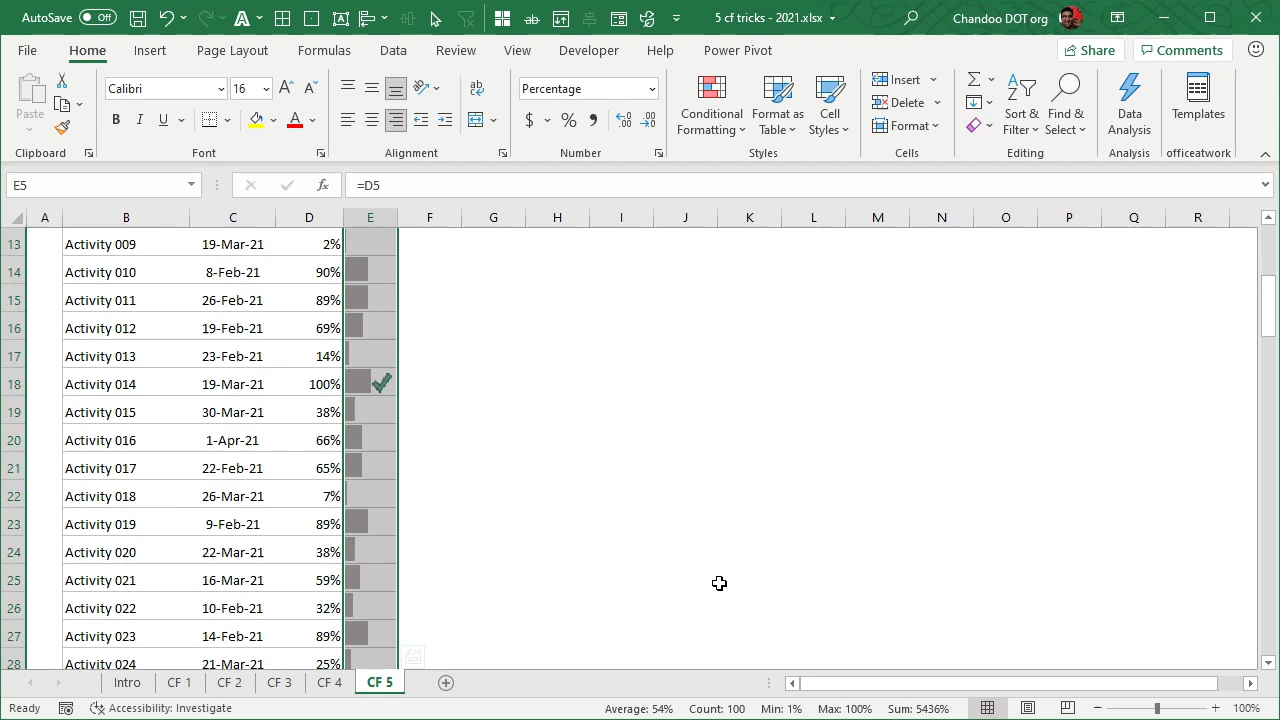 AutoSave Off 5 cf tricks - 2021.xlsx Chandoo DOT org
File Home Insert Page Layout Formulas Data Review View Developer Help Power Pivot Share Comments
Paste
Calibri 16
B I U
ab
Percentage
$ % ,
Conditional Formatting
Format as Table
Cell Styles
Insert
Delete
Format
Sort & Filter
Find & Select
Data Analysis
Templates
Clipboard Font Alignment Number Styles Cells Editing Analysis officeatwork
E5 fx =D5
A B C D E F G H I J K L M N O P Q R
13 Activity 009 19-Mar-21 2%
14 Activity 010 8-Feb-21 90%
15 Activity 011 26-Feb-21 89%
16 Activity 012 19-Feb-21 69%
17 Activity 013 23-Feb-21 14%
18 Activity 014 19-Mar-21 100%
19 Activity 015 30-Mar-21 38%
20 Activity 016 1-Apr-21 66%
21 Activity 017 22-Feb-21 65%
22 Activity 018 26-Mar-21 7%
23 Activity 019 9-Feb-21 89%
24 Activity 020 22-Mar-21 38%
25 Activity 021 16-Mar-21 59%
26 Activity 022 10-Feb-21 32%
27 Activity 023 14-Feb-21 89%
28 Activity 024 21-Mar-21 25%
Intro CF 1 CF 2 CF 3 CF 4 CF 5
Ready Accessibility: Investigate Average: 54% Count: 100 Min: 1% Max: 100% Sum: 5436% 100%